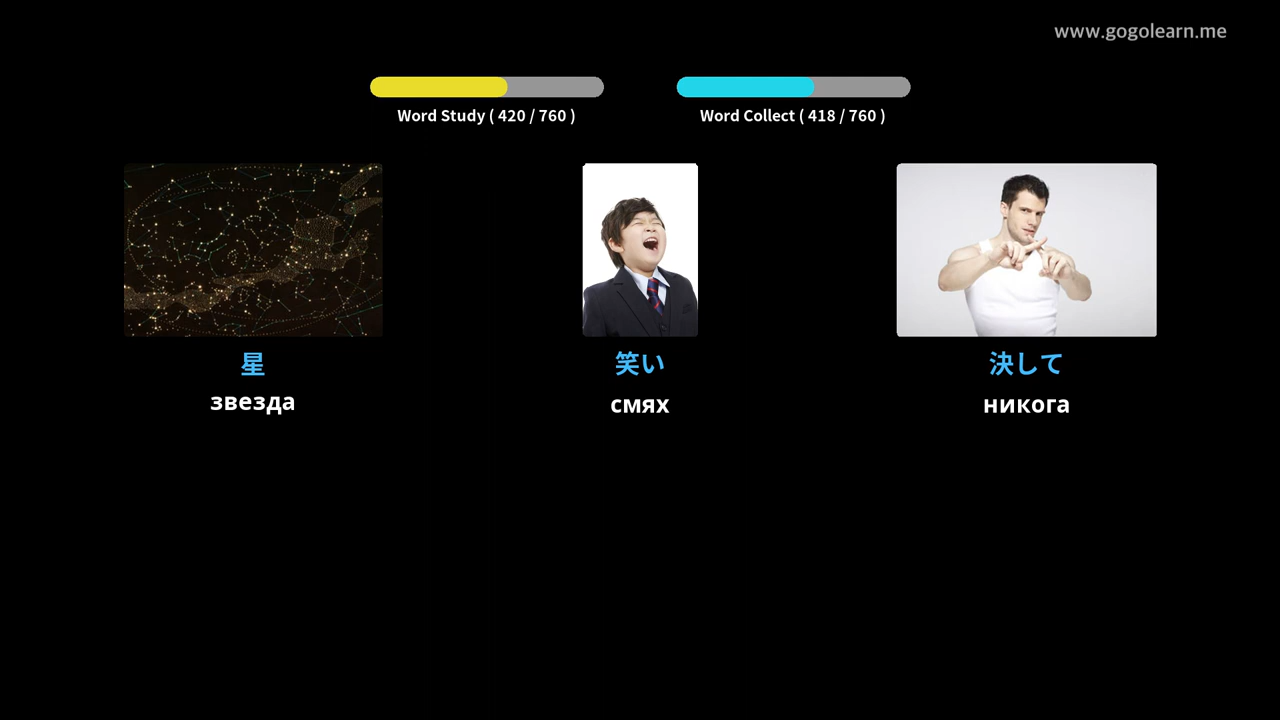 www.gogolearn.me
Word Study ( 420 / 760 )
Word Collect ( 418 / 760 )
星
звезда
笑い
смях
決して
никога